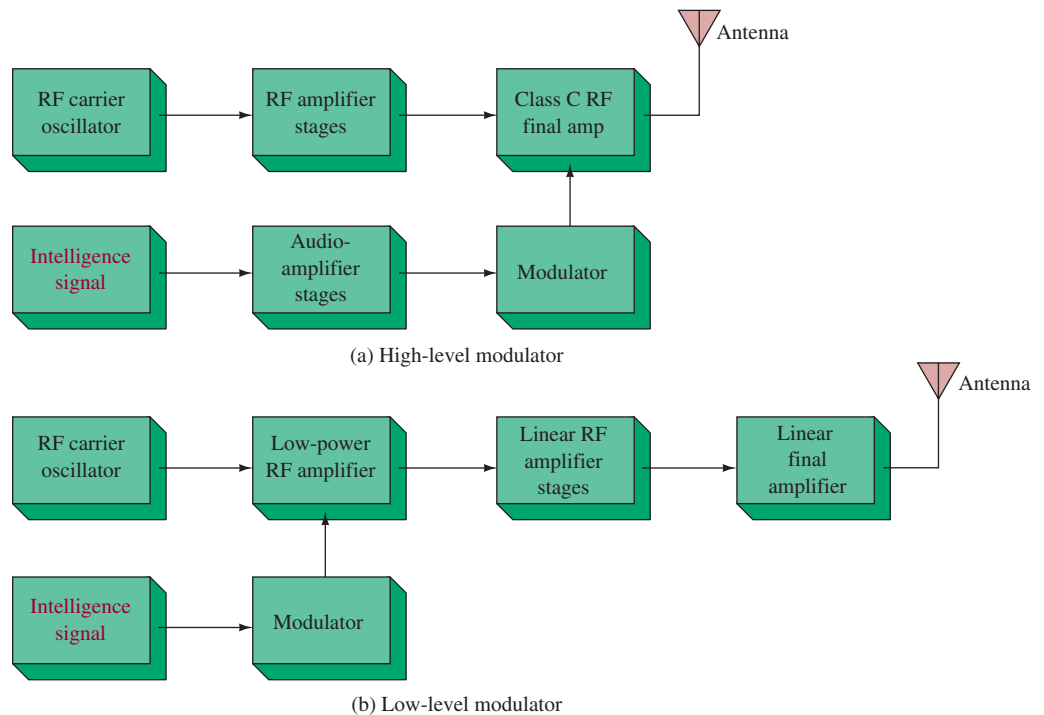 Antenna
RF carrier
oscillator
RF amplifier
stages
Class C RF
final amp
Intelligence
signal
Audio-
amplifier
stages
Modulator
(a) High-level modulator
Antenna
RF carrier
oscillator
Low-power
RF amplifier
Linear RF
amplifier
stages
Linear
final
amplifier
Intelligence
signal
Modulator
(b) Low-level modulator